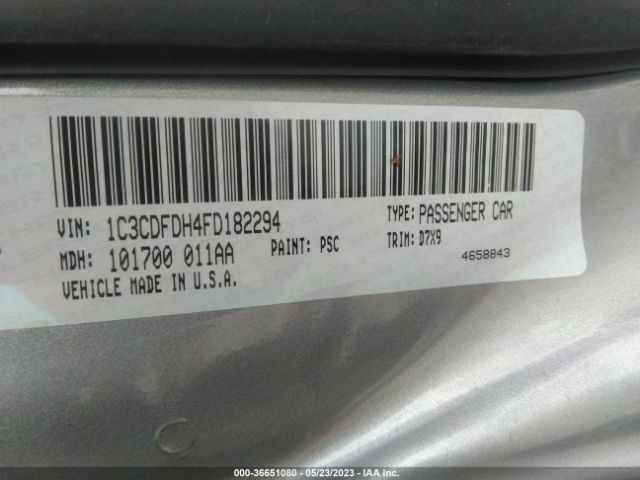 VIN: 1C3CDFDH4FD182294 TYPE: PASSENGER CAR
MDH: 101700 011AA PAINT: PSC TRIM: D7X9
VEHICLE MADE IN U.S.A. 4658843
000-36651080 - 05/23/2023 - IAA Inc.